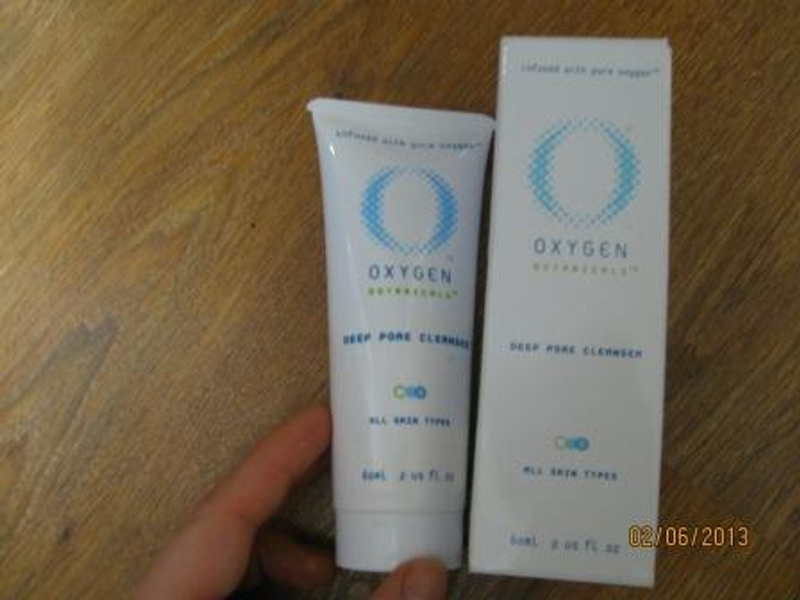 infused with pure oxygen™
OXYGEN
BOTANICALS™
DEEP PORE CLEANSER
ALL SKIN TYPES
60mL 2 US fl.oz
infused with pure oxygen™
OXYGEN
BOTANICALS™
DEEP PORE CLEANSER
ALL SKIN TYPES
60mL 2 US fl.oz
02/06/2013